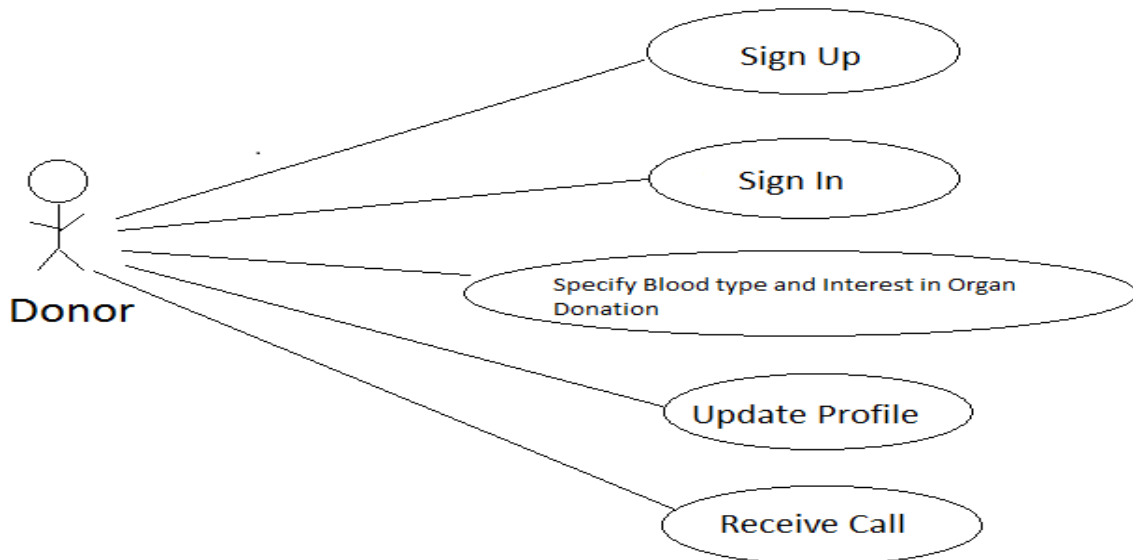 Sign Up
Sign In
Specify Blood type and Interest in Organ
Donation
Donor
Update Profile
Receive Call